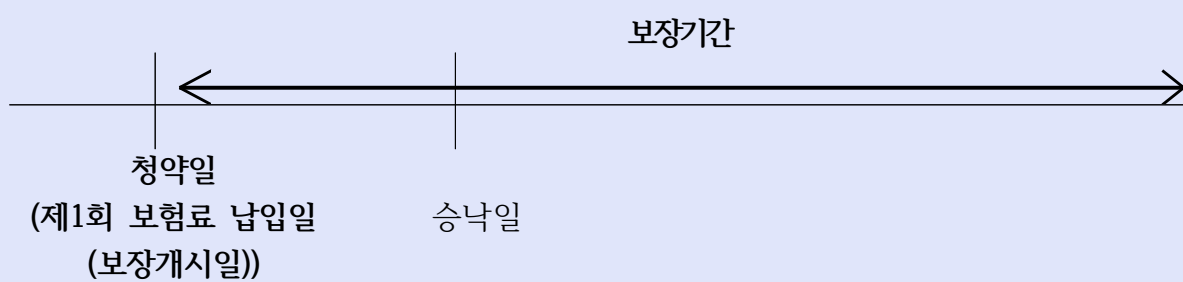 보장기간
청약일
(제1회 보험료 납입일
(보장개시일))
승낙일